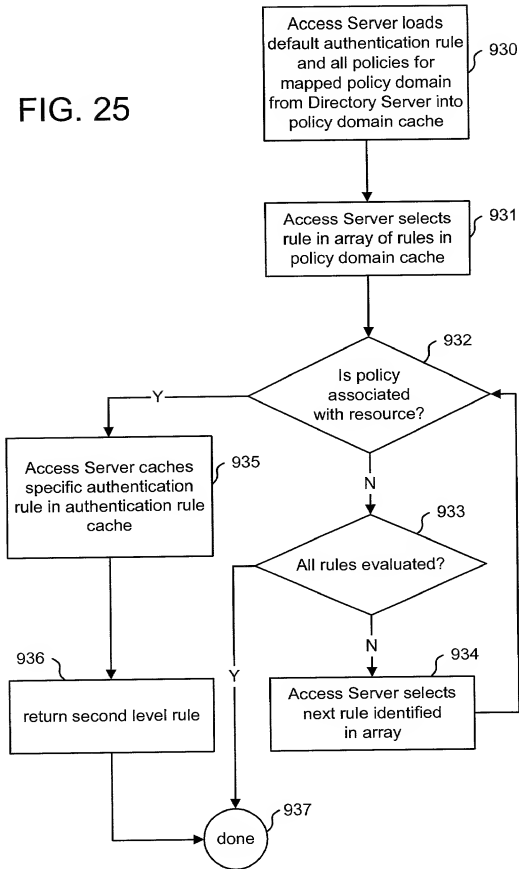 Access Server loads
default authentication rule
and all policies for
mapped policy domain
from Directory Server into
policy domain cache
930
FIG. 25
Access Server selects
rule in array of rules in
policy domain cache
931
932
Is policy
associated
with resource?
Y
N
Access Server caches
specific authentication
rule in authentication rule
cache
935
933
All rules evaluated?
Y
N
936
return second level rule
934
Access Server selects
next rule identified
in array
937
done